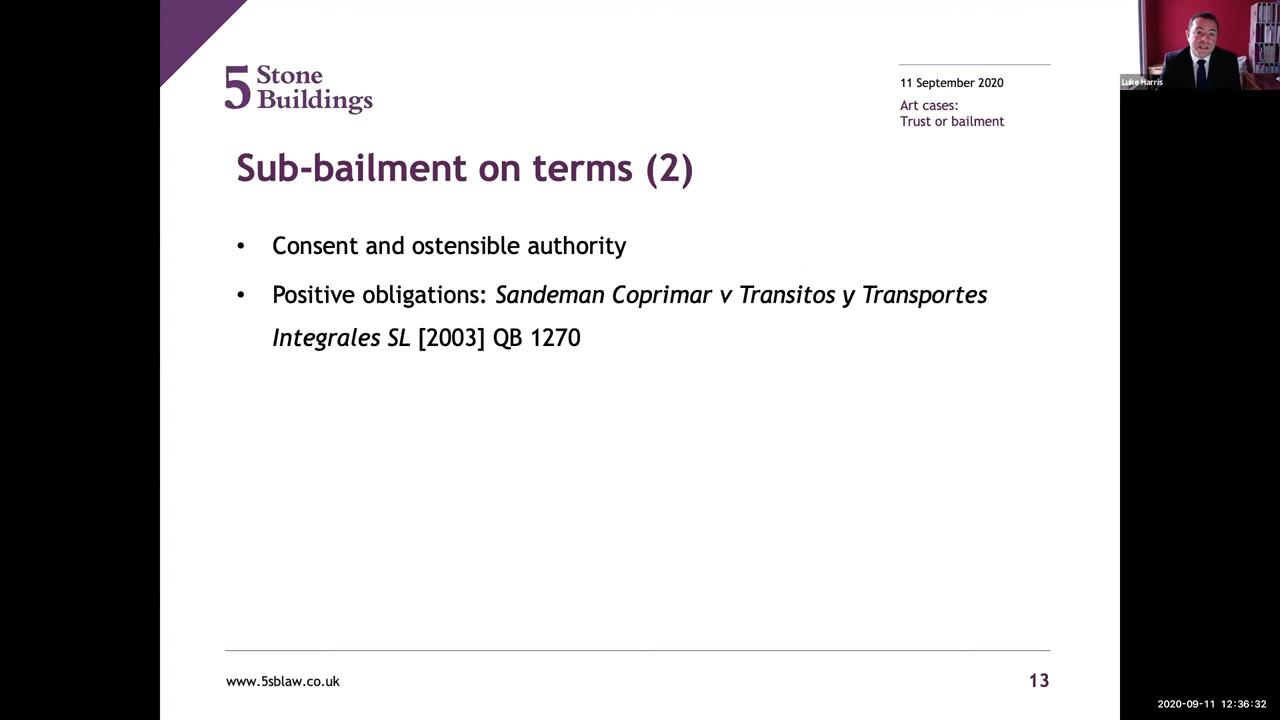 5 Stone
Buildings
11 September 2020
Art cases:
Trust or bailment
Luke Harris
Sub-bailment on terms (2)
• Consent and ostensible authority
• Positive obligations: Sandeman Coprimar v Transitos y Transportes
Integrales SL [2003] QB 1270
www.5sblaw.co.uk
13
2020-09-11 12:36:32